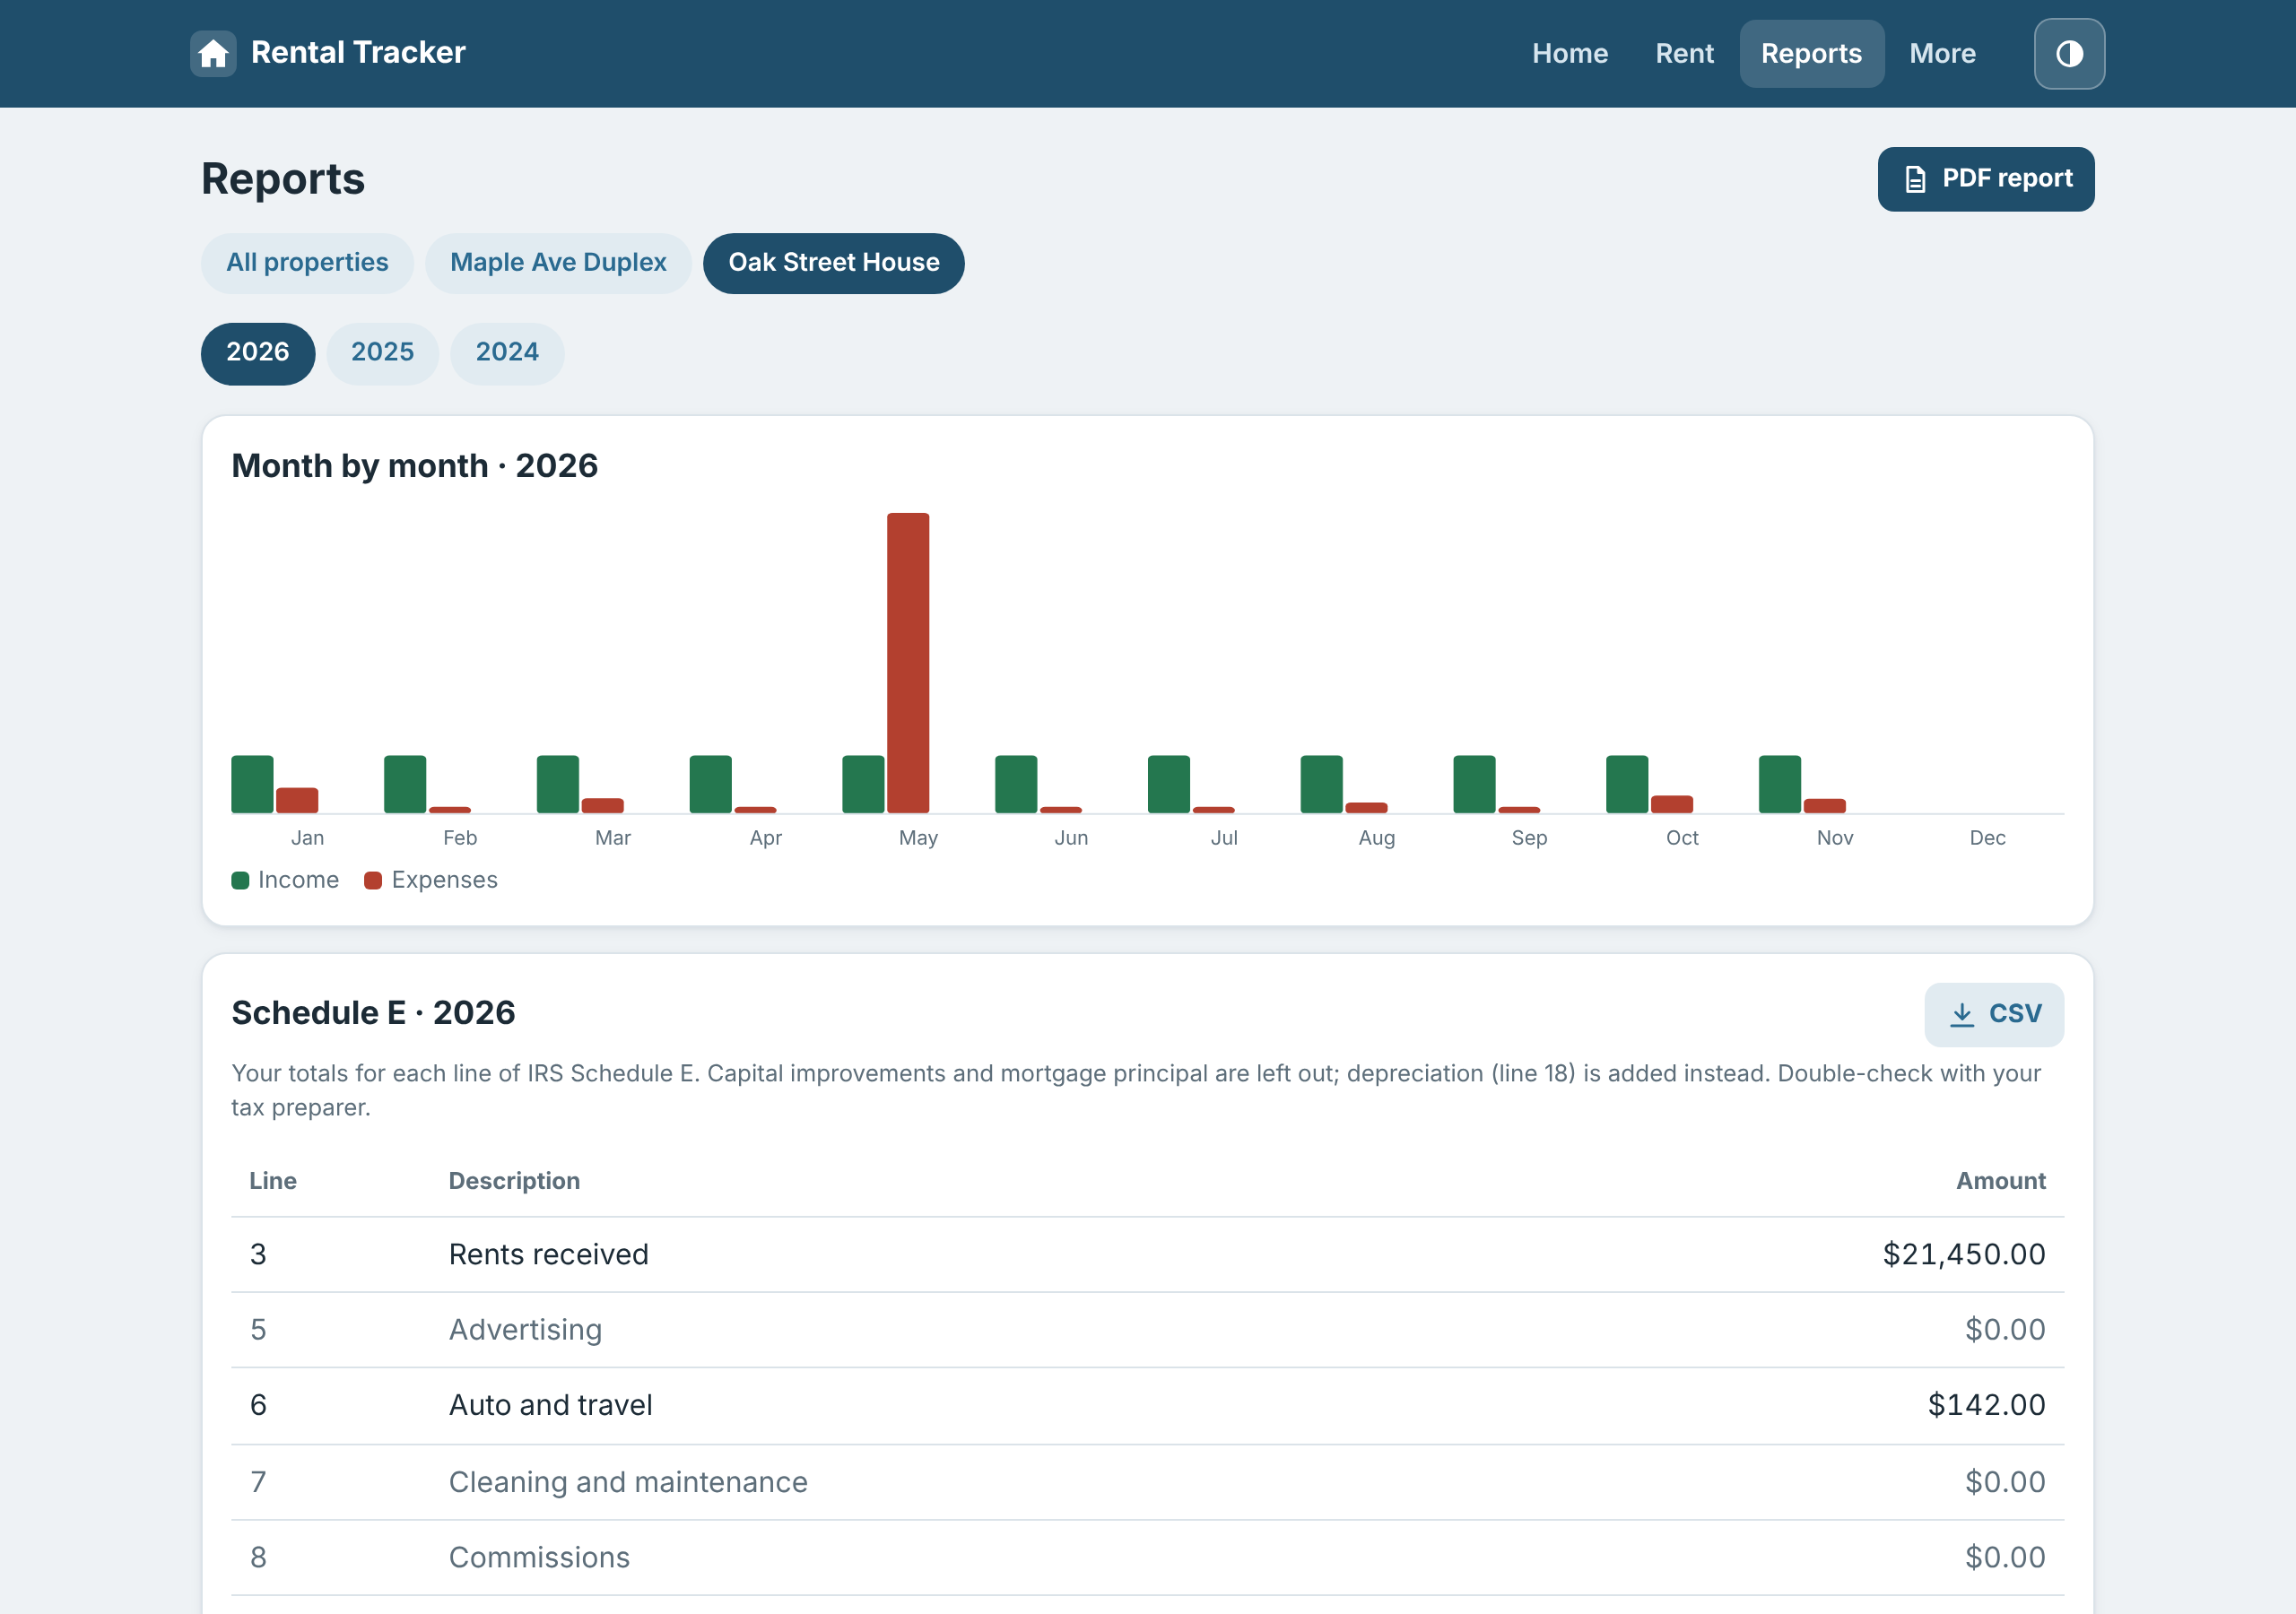 Rental Tracker
Home Rent Reports More
Reports
PDF report
All properties Maple Ave Duplex Oak Street House
2026 2025 2024
Month by month · 2026
Jan Feb Mar Apr May Jun Jul Aug Sep Oct Nov Dec
Income Expenses
Schedule E · 2026
CSV
Your totals for each line of IRS Schedule E. Capital improvements and mortgage principal are left out; depreciation (line 18) is added instead. Double-check with your
tax preparer.
Line Description Amount
3 Rents received $21,450.00
5 Advertising $0.00
6 Auto and travel $142.00
7 Cleaning and maintenance $0.00
8 Commissions $0.00